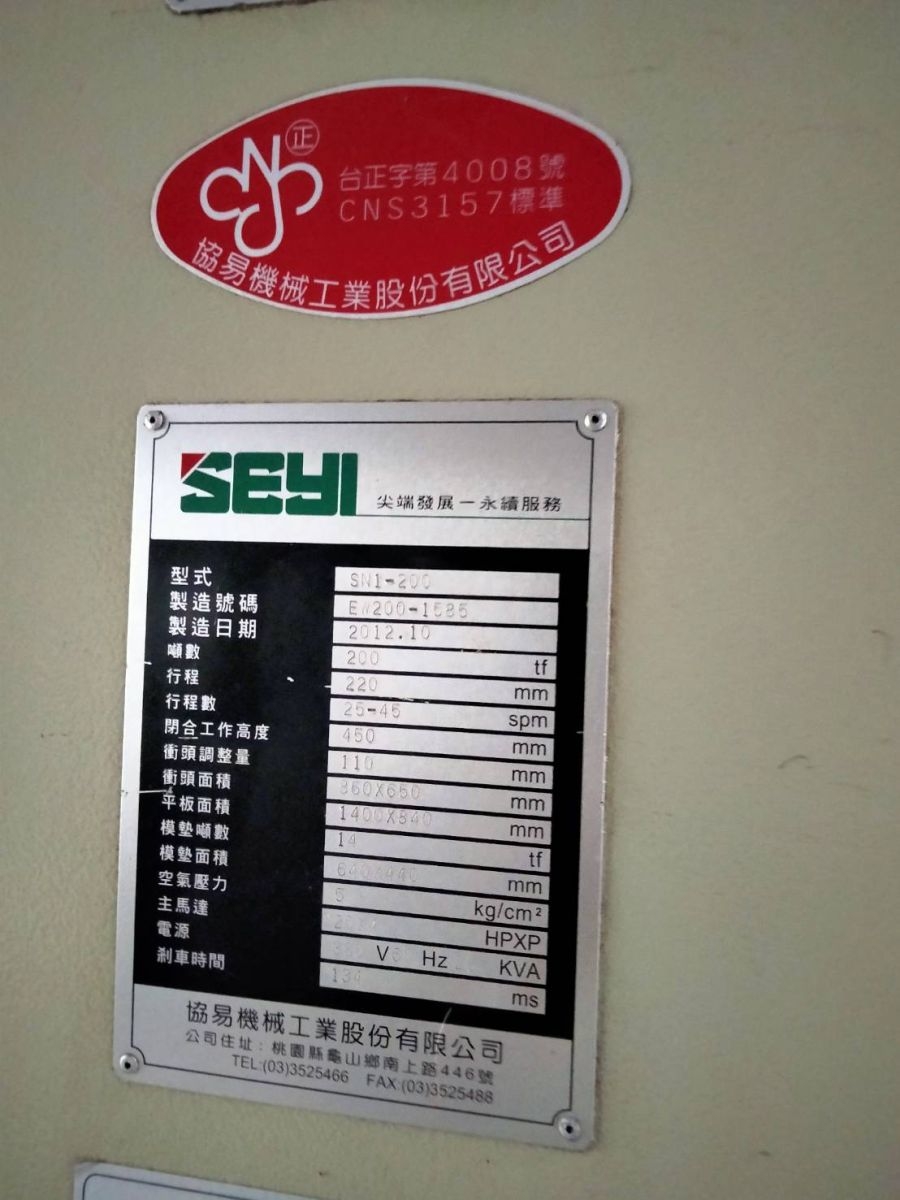 正
台正字第4008號
CNS3157標準
協易機械工業股份有限公司
SEYI 尖端發展－永續服務
型式 SN1-200
製造號碼 EW200-1585
製造日期 2012.10
噸數 200 tf
行程 220 mm
行程數 25-45 spm
閉合工作高度 450 mm
衝頭調整量 110 mm
衝頭面積 mm
平板面積 1400X840 mm
模墊噸數 14 tf
模墊面積 mm
空氣壓力 5 kg/cm²
主馬達 HPXP
電源 V Hz KVA
剎車時間 ms
協易機械工業股份有限公司
公司住址：桃園縣龜山鄉南上路446號
TEL:(03)3525466 FAX:(03)3525488